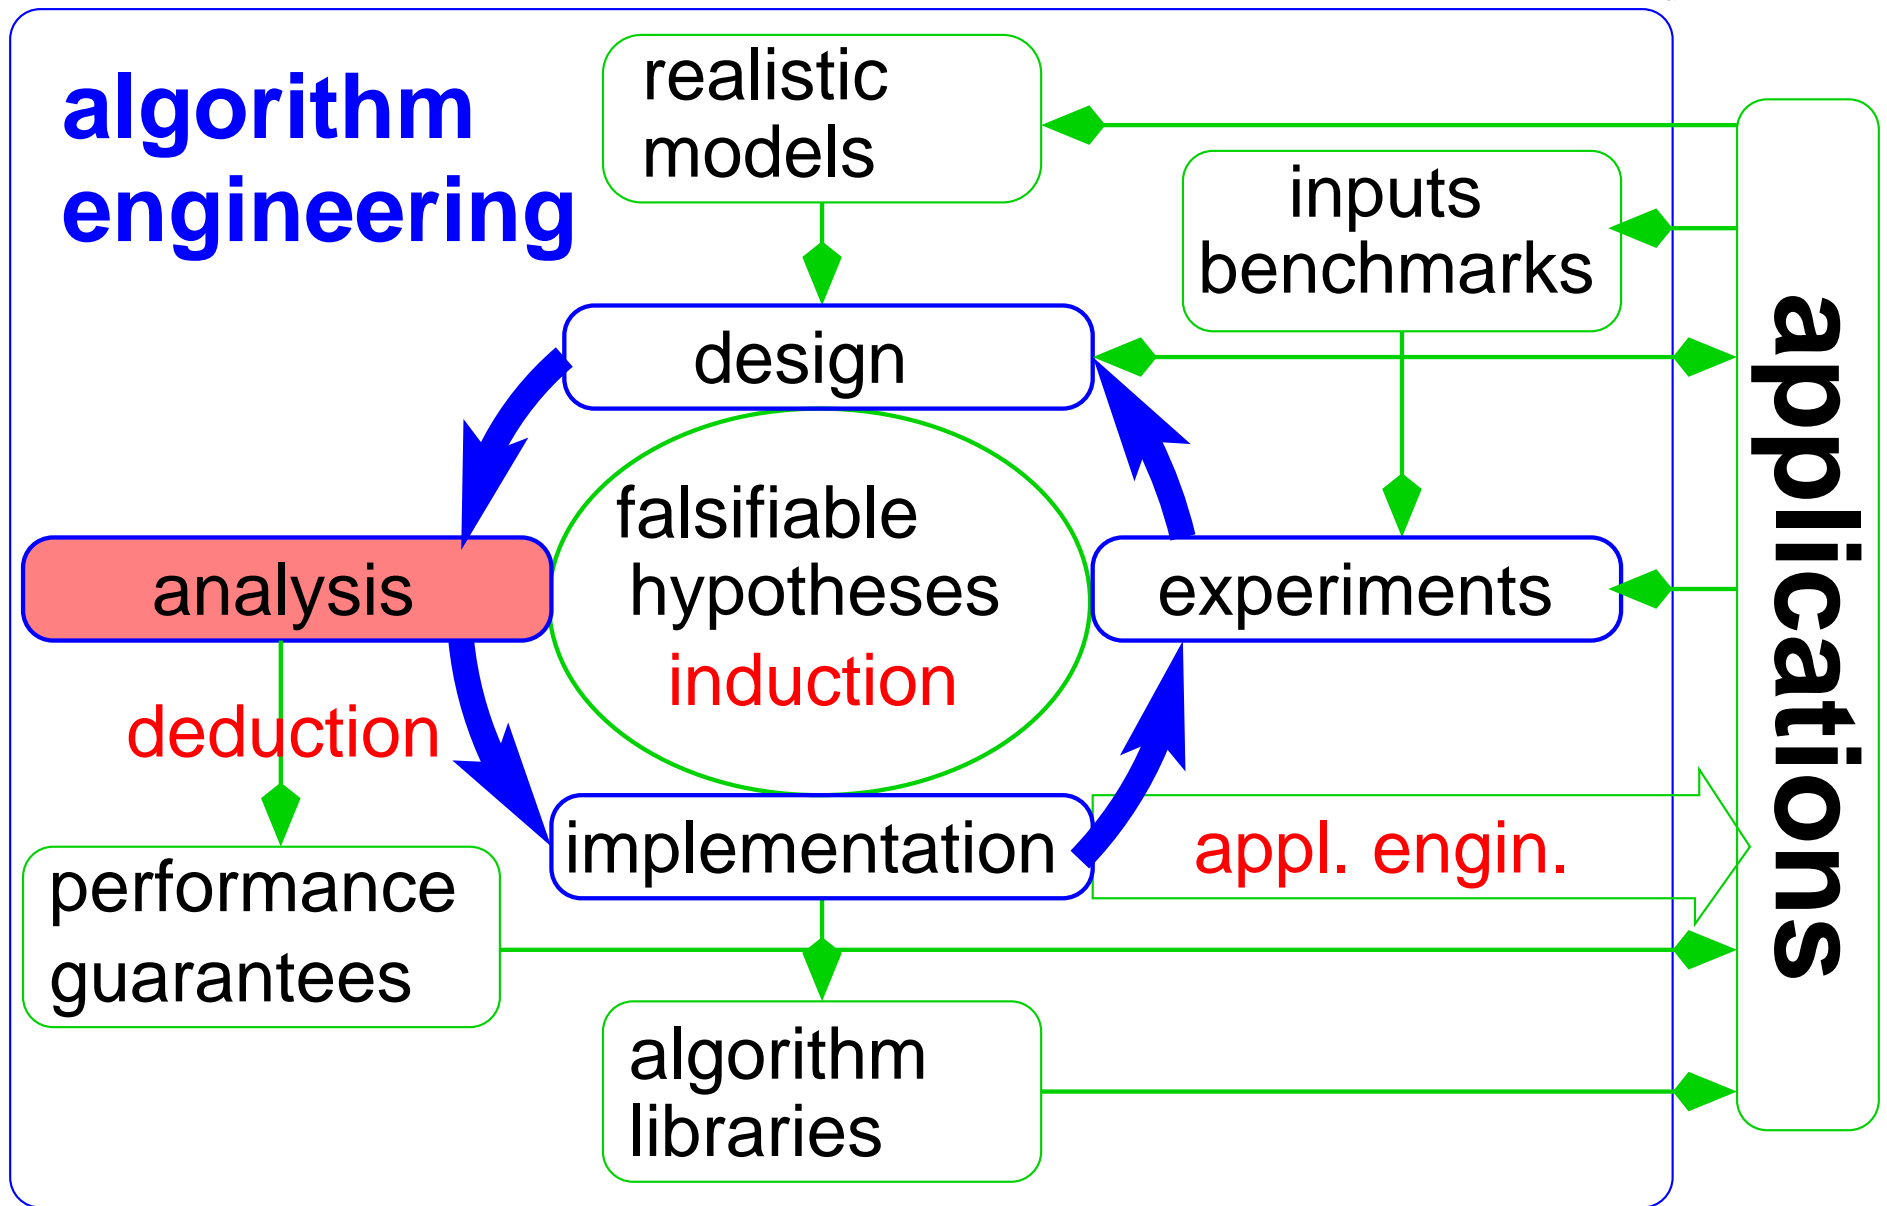 algorithm
engineering
realistic
models
inputs
benchmarks
design
falsifiable
hypotheses
induction
analysis
experiments
deduction
implementation
appl. engin.
performance
guarantees
algorithm
libraries
applications